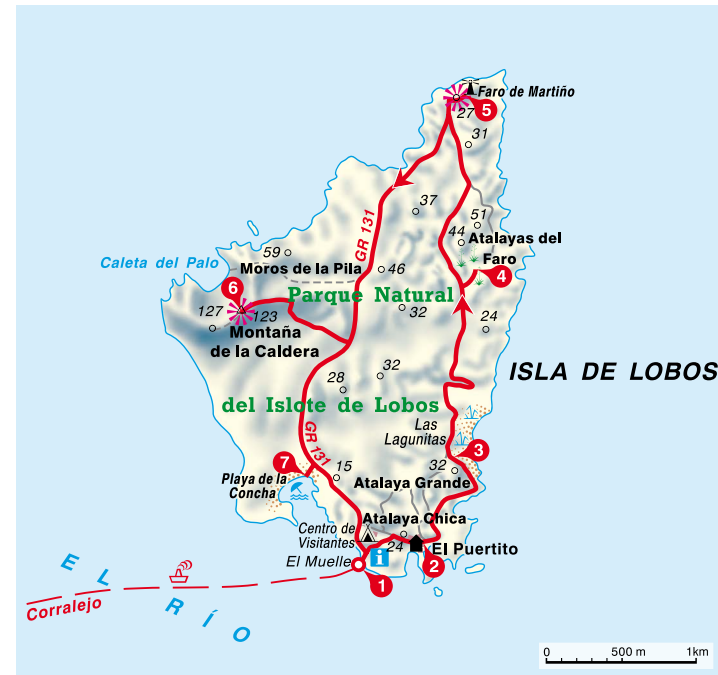 Faro de Martiño
5
27
31
37
51
44
Atalayas del
Faro
4
GR 131
59
Moros de la Pila
46
Caleta del Palo
6
Parque Natural
127
123
32
Montaña
de la Caldera
24
ISLA DE LOBOS
28
32
del Islote de Lobos
Las
Lagunitas
GR 131
3
7
15
32
Playa de la
Concha
Atalaya Grande
Atalaya Chica
Centro de
Visitantes
24
El Puertito
El Muelle
i
2
1
EL RÍO
Corralejo
0 500 m 1km